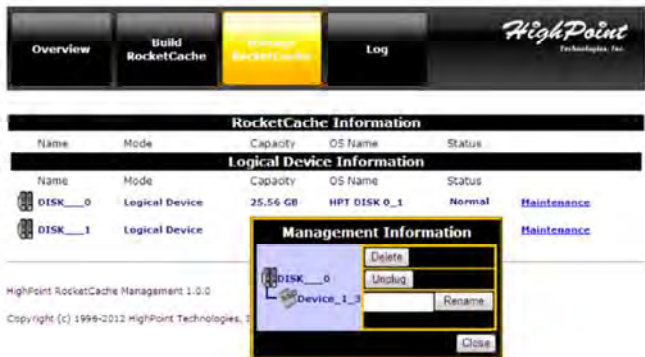 Overview
Build RocketCache
Manage RocketCache
Log
HighPoint
Technologies, Inc.
RocketCache Information
Name Mode Capacity OS Name Status
Logical Device Information
Name Mode Capacity OS Name Status
DISK___0 Logical Device 25.56 GB HPT DISK 0_1 Normal Maintenance
DISK___1 Logical Device Maintenance
Management Information
Delete
DISK___0
Unplug
Device_1_3
Rename
Close
HighPoint RocketCache Management 1.0.0
Copyright (c) 1996-2012 HighPoint Technologies,